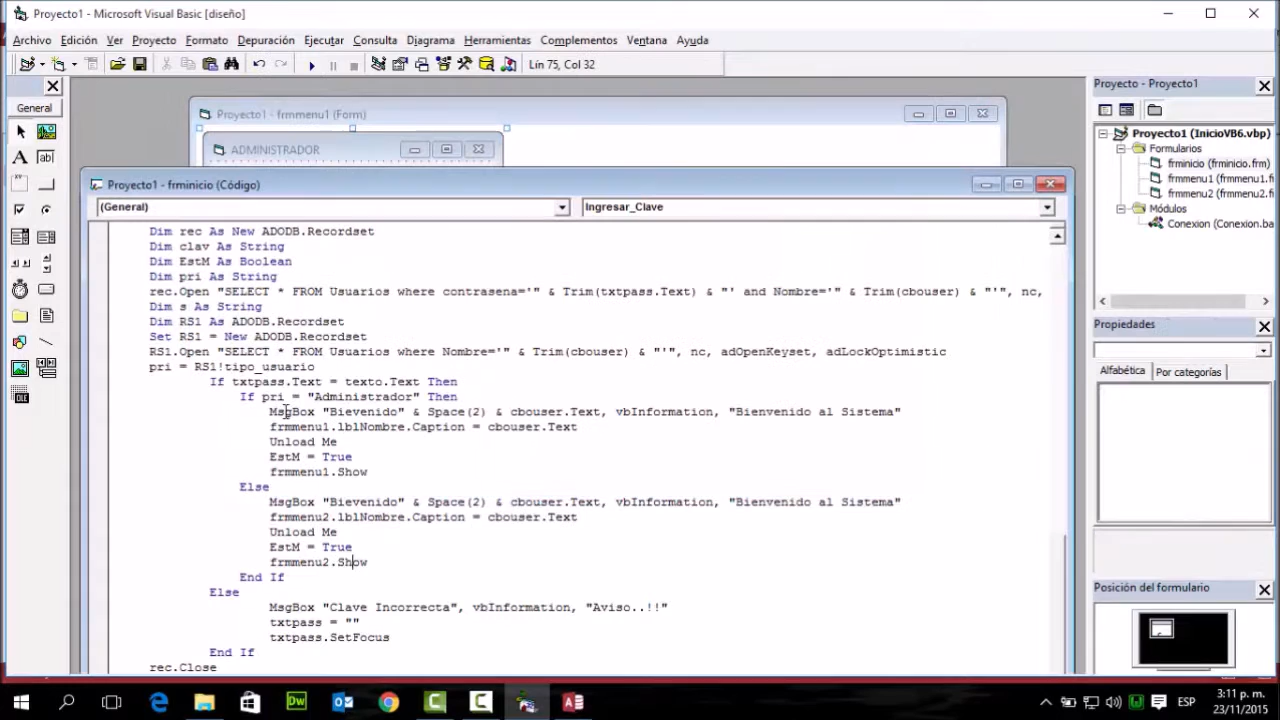 Proyecto1 - Microsoft Visual Basic [diseño]
Archivo Edición Ver Proyecto Formato Depuración Ejecutar Consulta Diagrama Herramientas Complementos Ventana Ayuda
Lín 75, Col 32
General
Proyecto1 - frmmenu1 (Form)
ADMINISTRADOR
Proyecto1 - frminicio (Código)
(General) Ingresar_Clave
Dim rec As New ADODB.Recordset
Dim clav As String
Dim EstM As Boolean
Dim pri As String
rec.Open "SELECT * FROM Usuarios where contrasena='" & Trim(txtpass.Text) & "' and Nombre='" & Trim(cbouser) & "'", nc,
Dim s As String
Dim RS1 As ADODB.Recordset
Set RS1 = New ADODB.Recordset
RS1.Open "SELECT * FROM Usuarios where Nombre='" & Trim(cbouser) & "'", nc, adOpenKeyset, adLockOptimistic
pri = RS1!tipo_usuario
If txtpass.Text = texto.Text Then
If pri = "Administrador" Then
MsgBox "Bievenido" & Space(2) & cbouser.Text, vbInformation, "Bienvenido al Sistema"
frmmenu1.lblNombre.Caption = cbouser.Text
Unload Me
EstM = True
frmmenu1.Show
Else
MsgBox "Bievenido" & Space(2) & cbouser.Text, vbInformation, "Bienvenido al Sistema"
frmmenu2.lblNombre.Caption = cbouser.Text
Unload Me
EstM = True
frmmenu2.Show
End If
Else
MsgBox "Clave Incorrecta", vbInformation, "Aviso..!!"
txtpass = ""
txtpass.SetFocus
End If
rec.Close
Proyecto - Proyecto1
Proyecto1 (InicioVB6.vbp)
Formularios
frminicio (frminicio.frm)
frmmenu1 (frmmenu1.f
frmmenu2 (frmmenu2.f
Módulos
Conexion (Conexion.ba
Propiedades
Alfabética Por categorías
Posición del formulario
ESP
3:11 p. m.
23/11/2015